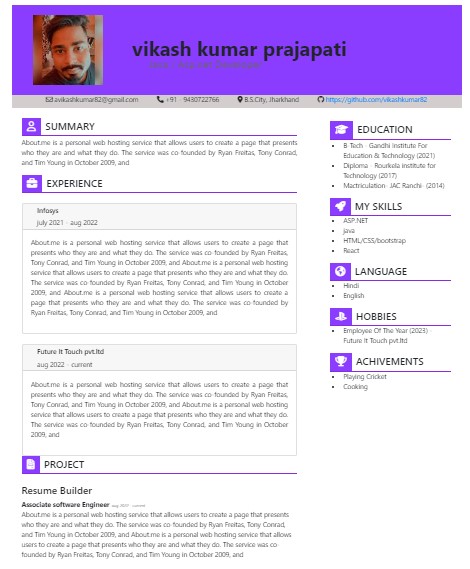 vikash kumar prajapati
avikashkumar82@gmail.com
+91 - 9430722766
B.S.City, Jharkhand
https://github.com/vikashkumar82
SUMMARY
About.me is a personal web hosting service that allows users to create a page that presents
who they are and what they do. The service was co founded by Ryan Freitas, Tony Conrad,
and Tim Young in October 2009, and
EXPERIENCE
Infosys
july 2021 - aug 2022
About.me is a personal web hosting service that allows users to create a page that
presents who they are and what they do. The service was co founded by Ryan Freitas,
Tony Conrad, and Tim Young in October 2009, and About.me is a personal web hosting
service that allows users to create a page that presents who they are and what they do.
The service was co founded by Ryan Freitas, Tony Conrad, and Tim Young in October
2009, and About.me is a personal web hosting service that allows users to create a
page that presents who they are and what they do. The service was co founded by
Ryan Freitas, Tony Conrad, and Tim Young in October 2009, and
Future It Touch pvt.ltd
aug 2022 - current
About.me is a personal web hosting service that allows users to create a page that
presents who they are and what they do. The service was co founded by Ryan Freitas,
Tony Conrad, and Tim Young in October 2009, and About.me is a personal web hosting
service that allows users to create a page that presents who they are and what they do.
The service was co founded by Ryan Freitas, Tony Conrad, and Tim Young in October
2009, and
PROJECT
Resume Builder
Associate software Engineer aug 2022 - current
About.me is a personal web hosting service that allows users to create a page that presents
who they are and what they do. The service was co founded by Ryan Freitas, Tony Conrad,
and Tim Young in October 2009, and About.me is a personal web hosting service that allows
users to create a page that presents who they are and what they do. The service was co
founded by Ryan Freitas, Tony Conrad, and Tim Young in October 2009, and
EDUCATION
B Tech - Gandhi Institute For
Education & Technology (2021)
Diploma - Rourkela institute for
Technology (2017)
Mactriculation- JAC Ranchi- (2014)
MY SKILLS
ASP.NET
java
HTML/CSS/bootstrap
React
LANGUAGE
Hindi
English
HOBBIES
Employee Of The Year (2023) -
Future It Touch pvt.ltd
ACHIVEMENTS
Playing Cricket
Cooking